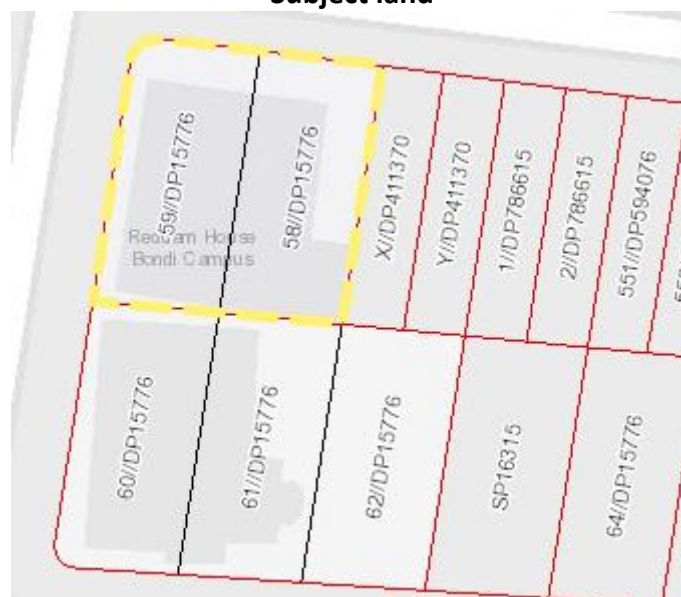 Subject land
59//DP15776
58//DP15776
X//DP411370
Y//DP411370
1//DP786615
2//DP786615
551//DP594076
Reddam House
Bondi Campus
60//DP15776
61//DP15776
62//DP15776
SP16315
64//DP15776